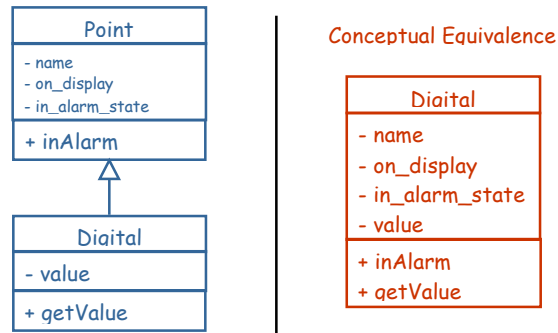 Point
- name
- on_display
- in_alarm_state
+ inAlarm
Digital
- value
+ getValue
Conceptual Equivalence
Digital
- name
- on_display
- in_alarm_state
- value
+ inAlarm
+ getValue